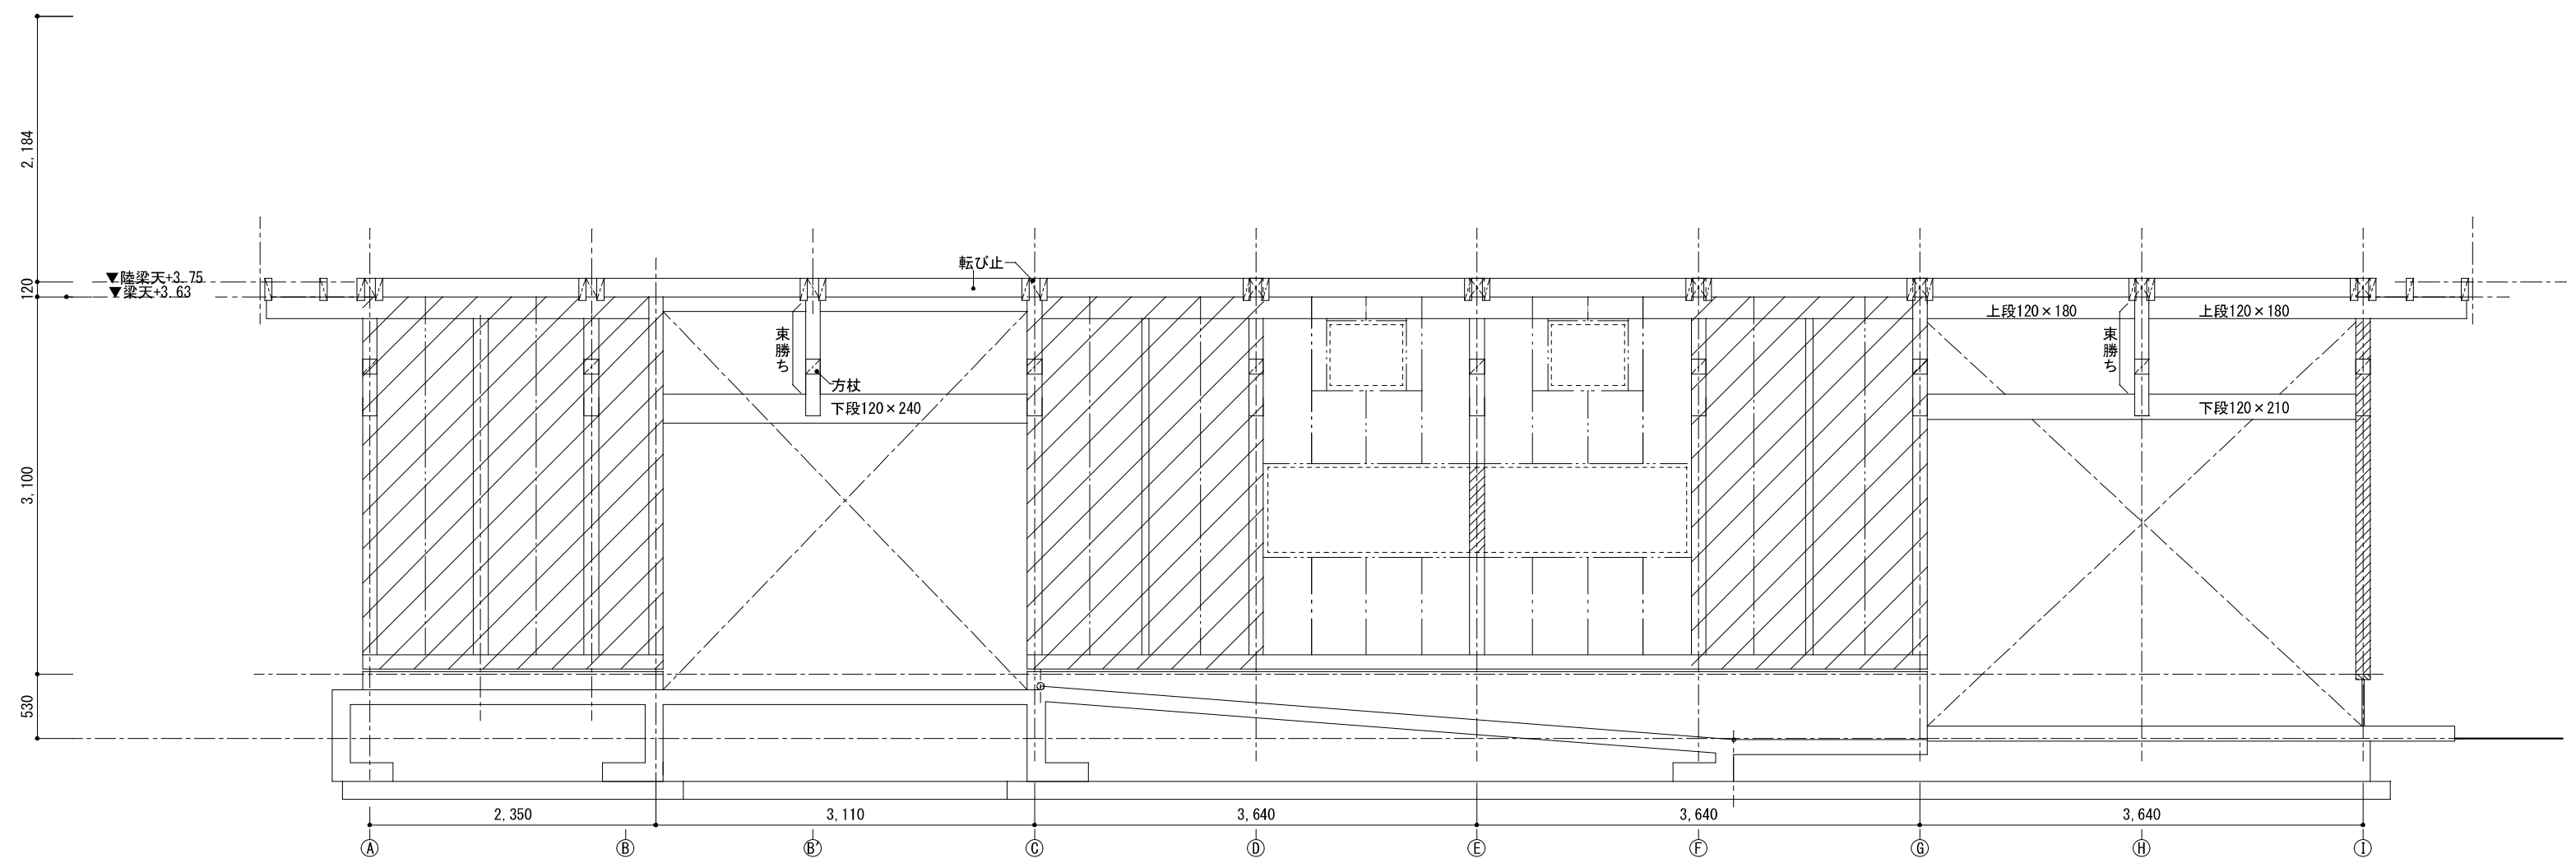 2,184
▼陸梁天+3.75
120
▼梁天+3.63
転び止
束勝ち
方杖
下段120×240
上段120×180
上段120×180
束勝ち
下段120×210
3,100
530
2,350
3,110
3,640
3,640
3,640
Ⓐ
Ⓑ
B'
Ⓒ
Ⓓ
Ⓔ
Ⓕ
Ⓖ
Ⓗ
Ⓘ